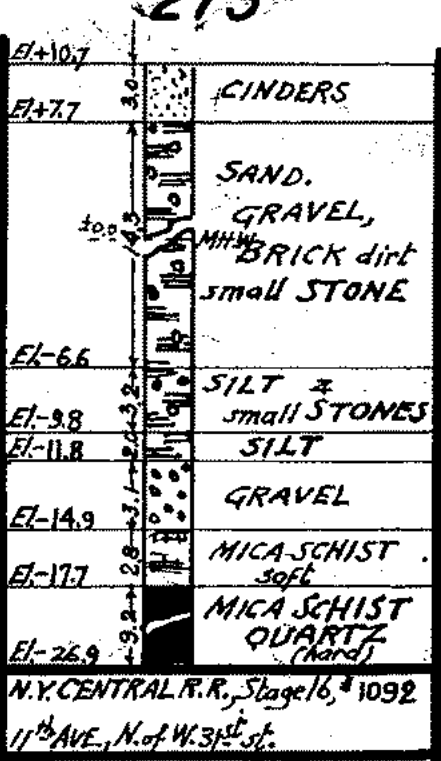 275
El.+10.7
3.0
CINDERS
El.+7.7
SAND.
GRAVEL,
±0.0
14.3
MHW
BRICK dirt
small STONE
El.-6.6
3.2
SILT &
small STONES
El.-9.8
2.0
SILT
El.-11.8
3.1
GRAVEL
El.-14.9
2.8
MICA-SCHIST
soft
El.-17.7
9.2
MICA SCHIST
QUARTZ
(hard)
El.-26.9
N.Y. CENTRAL R.R., Stage 16, #1092
11th AVE, N. of W. 31st st.